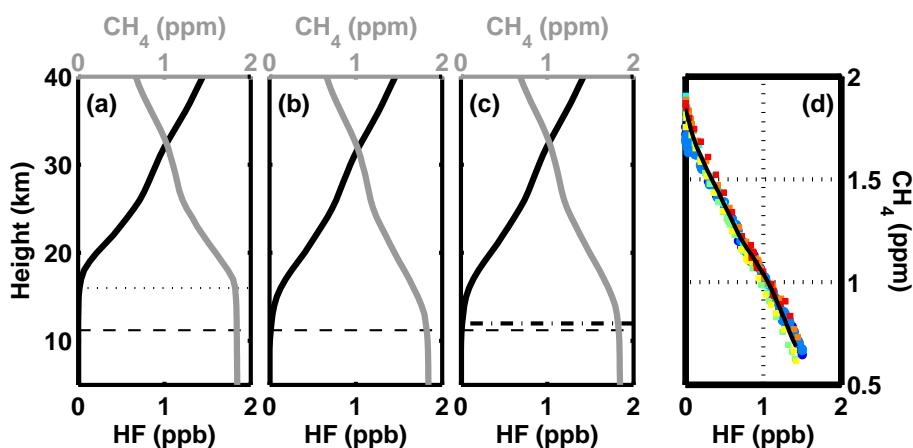 CH4 (ppm) CH4 (ppm) CH4 (ppm)
0 1 2 0 1 2 0 1 2
40 (a) (b) (c) (d) 2
30
1.5
20
1
10
0.5
Height (km)
CH4 (ppm)
0 1 2 0 1 2 0 1 2 0 1 2
HF (ppb) HF (ppb) HF (ppb) HF (ppb)